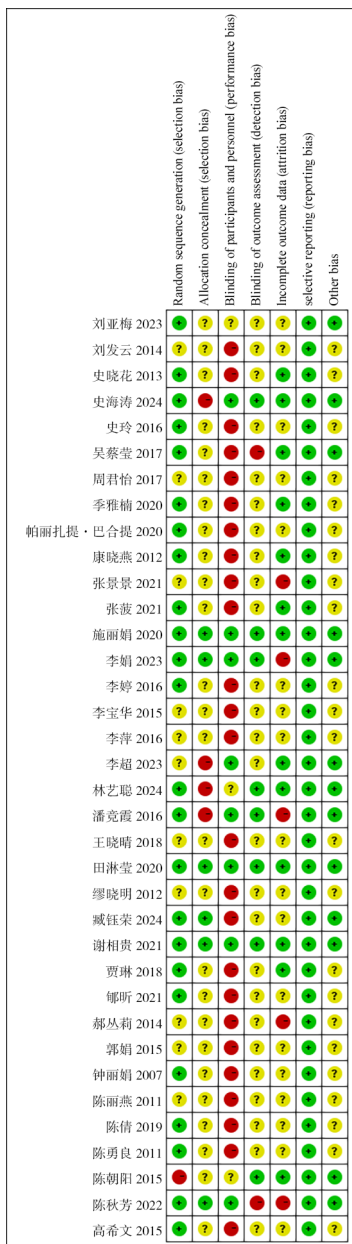 Random sequence generation (selection bias)
Allocation concealment (selection bias)
Blinding of participants and personnel (performance bias)
Blinding of outcome assessment (detection bias)
Incomplete outcome data (attrition bias)
selective reporting (reporting bias)
Other bias
刘亚梅 2023 + ? ? ? ? + +
刘发云 2014 ? ? - ? ? + ?
史晓花 2013 + ? - ? + + ?
史海涛 2024 + - + + + + +
史玲 2016 + ? - ? ? + ?
吴蔡莹 2017 + ? - - + + +
周君怡 2017 ? ? - ? ? + ?
季雅楠 2020 + ? - ? + + ?
帕丽扎提·巴合提 2020 + ? - ? ? + ?
康晓燕 2012 + ? - ? + + ?
张景景 2021 ? ? - ? - + ?
张菠 2021 + ? - ? + + ?
施丽娟 2020 + + + + + + +
李娟 2023 + + + + - + +
李婷 2016 + ? - ? ? + ?
李宝华 2015 ? ? - ? ? + ?
李萍 2016 ? ? - ? ? + ?
李超 2023 ? - + ? + + +
林艺聪 2024 + - ? + + + +
潘竞霞 2016 + - + + - + +
王晓晴 2018 ? ? - ? ? + ?
田淋莹 2020 + + + + + + +
缪晓明 2012 ? ? - ? ? + ?
臧钰荣 2024 + + - ? ? + +
谢相贵 2021 + + + + + + +
贾琳 2018 + ? - ? + + ?
郇昕 2021 + ? - ? ? + ?
郝丛莉 2014 ? ? - ? - + ?
郭娟 2015 ? ? - ? ? + ?
钟丽娟 2007 + ? - ? ? + ?
陈丽燕 2011 ? ? - ? ? + ?
陈倩 2019 + ? - ? ? + ?
陈勇良 2011 + ? - ? ? + ?
陈朝阳 2015 - ? ? + + + +
陈秋芳 2022 + + + - - + +
高希文 2015 + ? - ? ? + ?